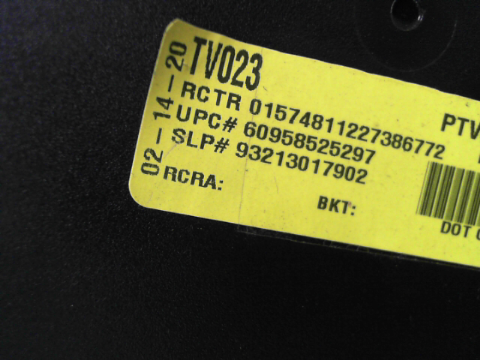 02-14-20
TV023
RCTR 01574811227386772
UPC# 60958525297
SLP# 93213017902
RCRA:
BKT:
PTV
DOT